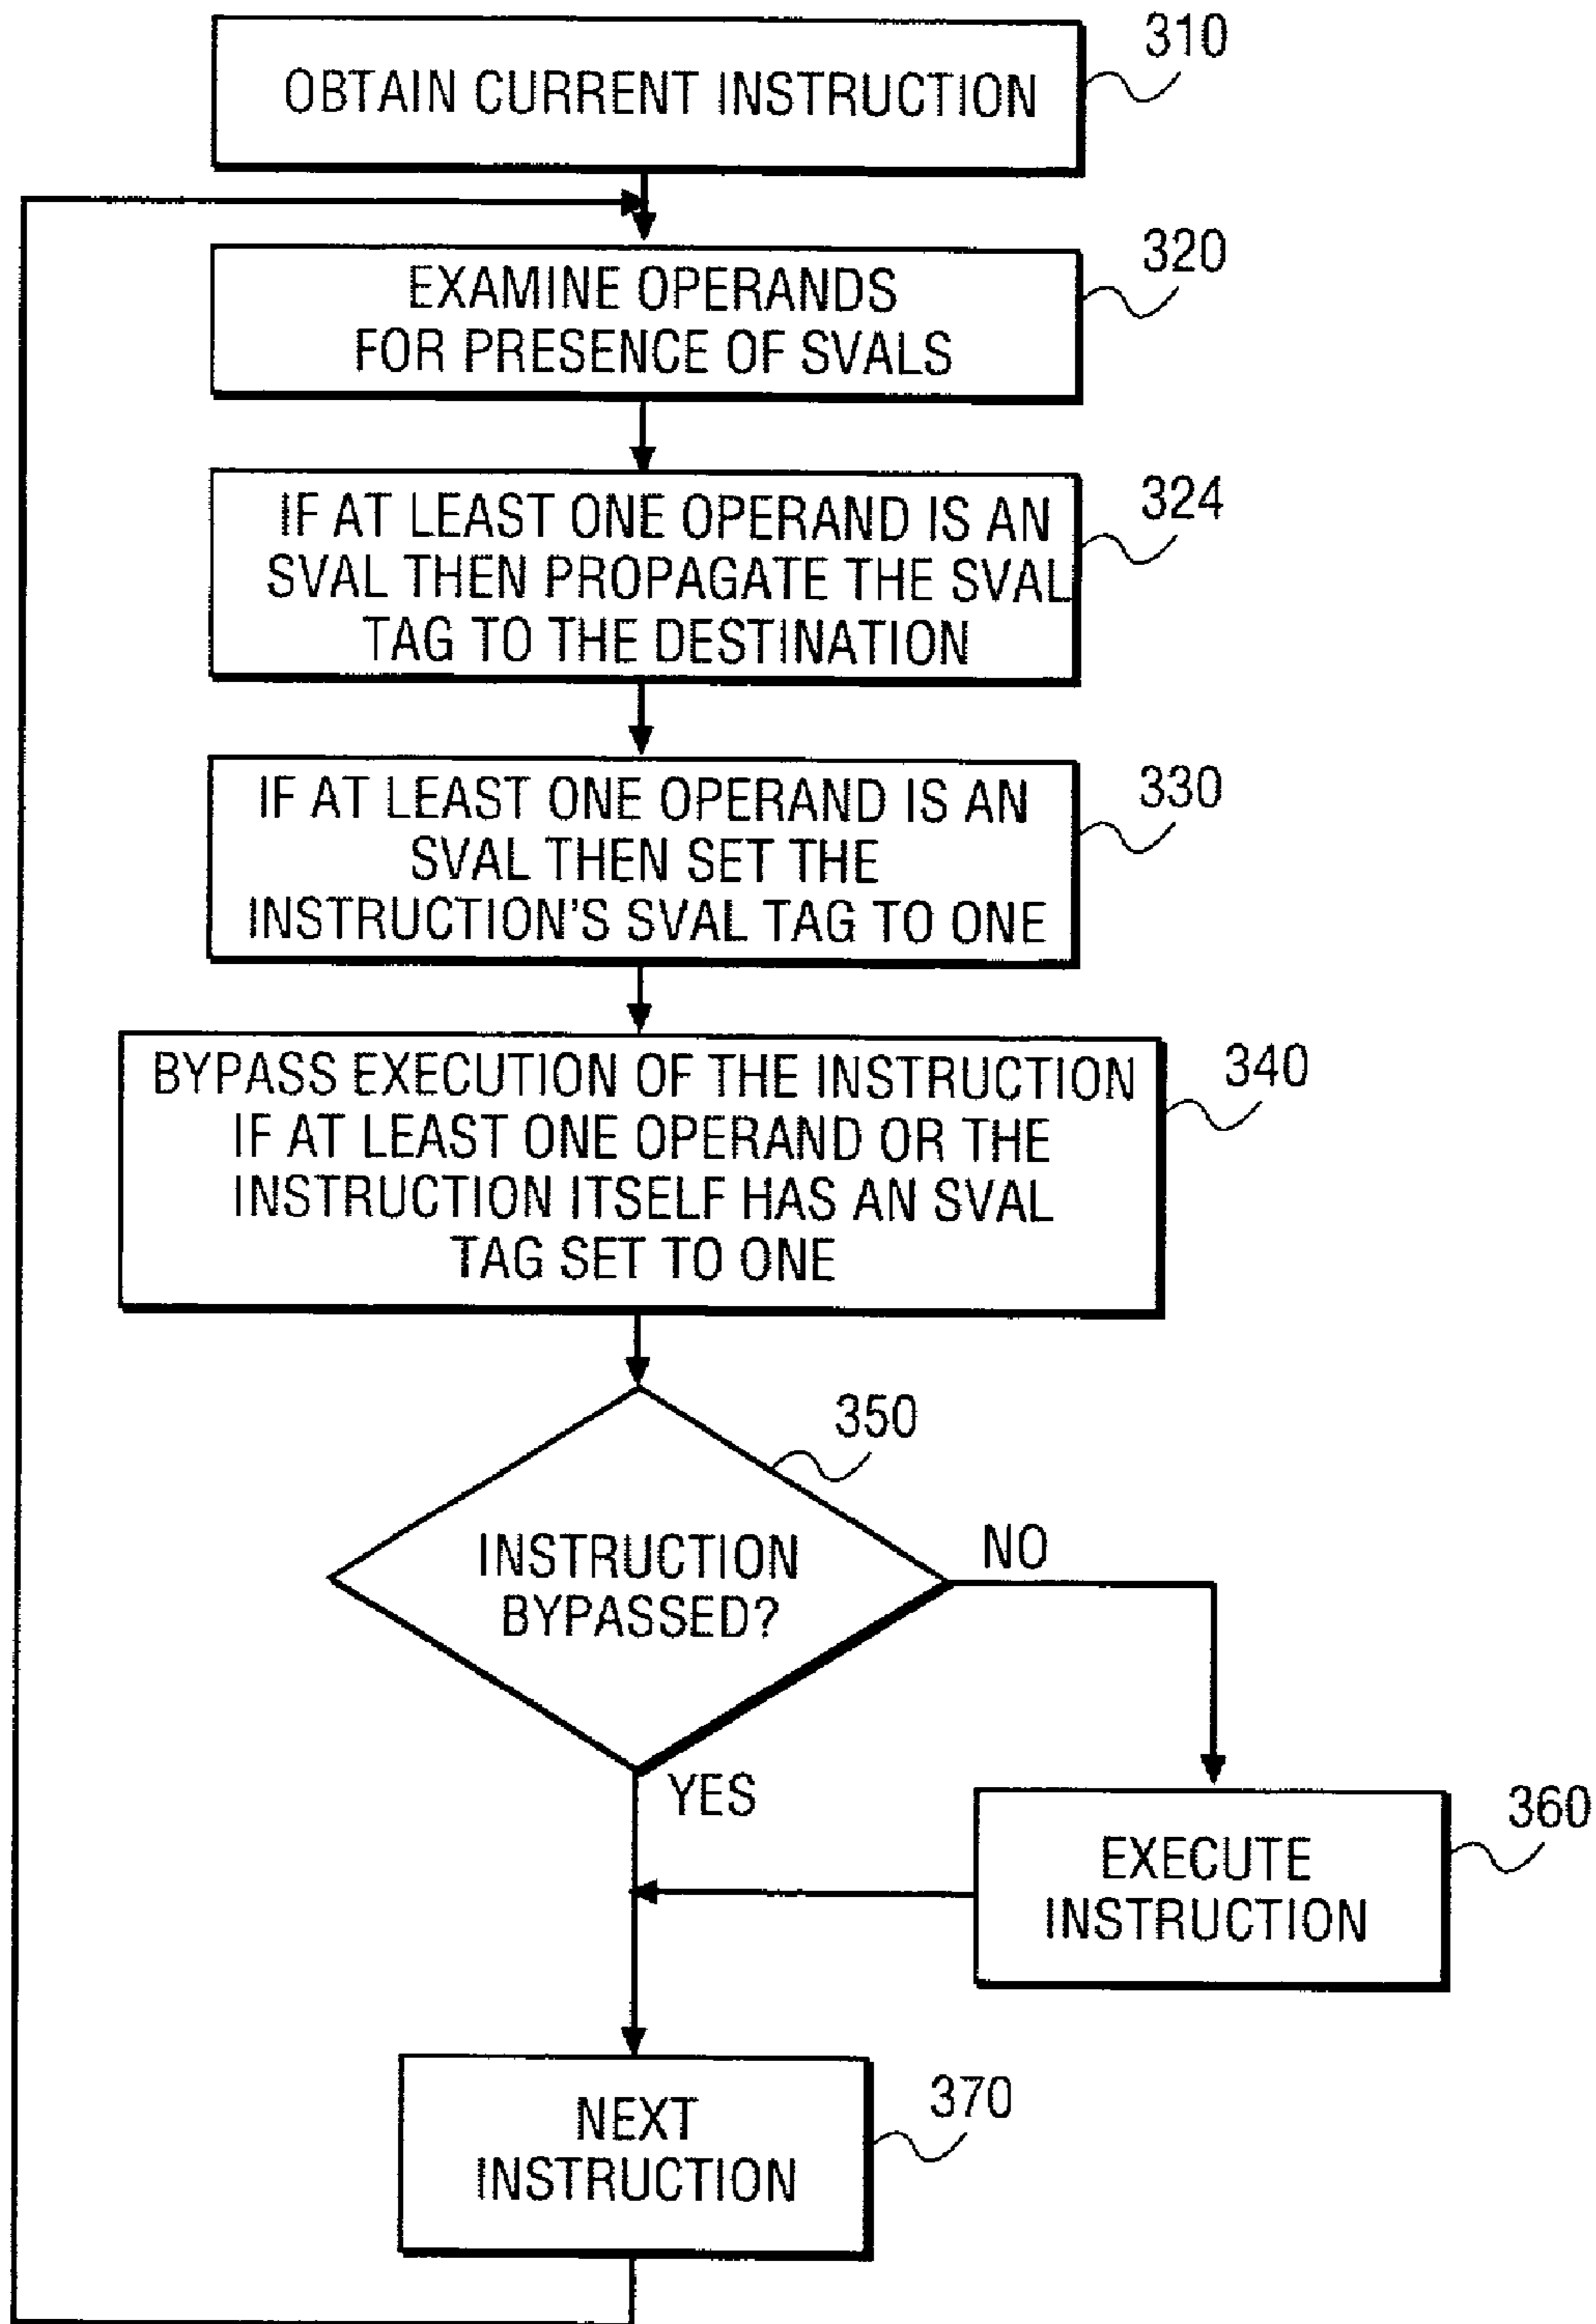 310
OBTAIN CURRENT INSTRUCTION
320
EXAMINE OPERANDS
FOR PRESENCE OF SVALS
324
IF AT LEAST ONE OPERAND IS AN
SVAL THEN PROPAGATE THE SVAL
TAG TO THE DESTINATION
330
IF AT LEAST ONE OPERAND IS AN
SVAL THEN SET THE
INSTRUCTION'S SVAL TAG TO ONE
340
BYPASS EXECUTION OF THE INSTRUCTION
IF AT LEAST ONE OPERAND OR THE
INSTRUCTION ITSELF HAS AN SVAL
TAG SET TO ONE
350
INSTRUCTION
BYPASSED?
NO
YES
360
EXECUTE
INSTRUCTION
370
NEXT
INSTRUCTION